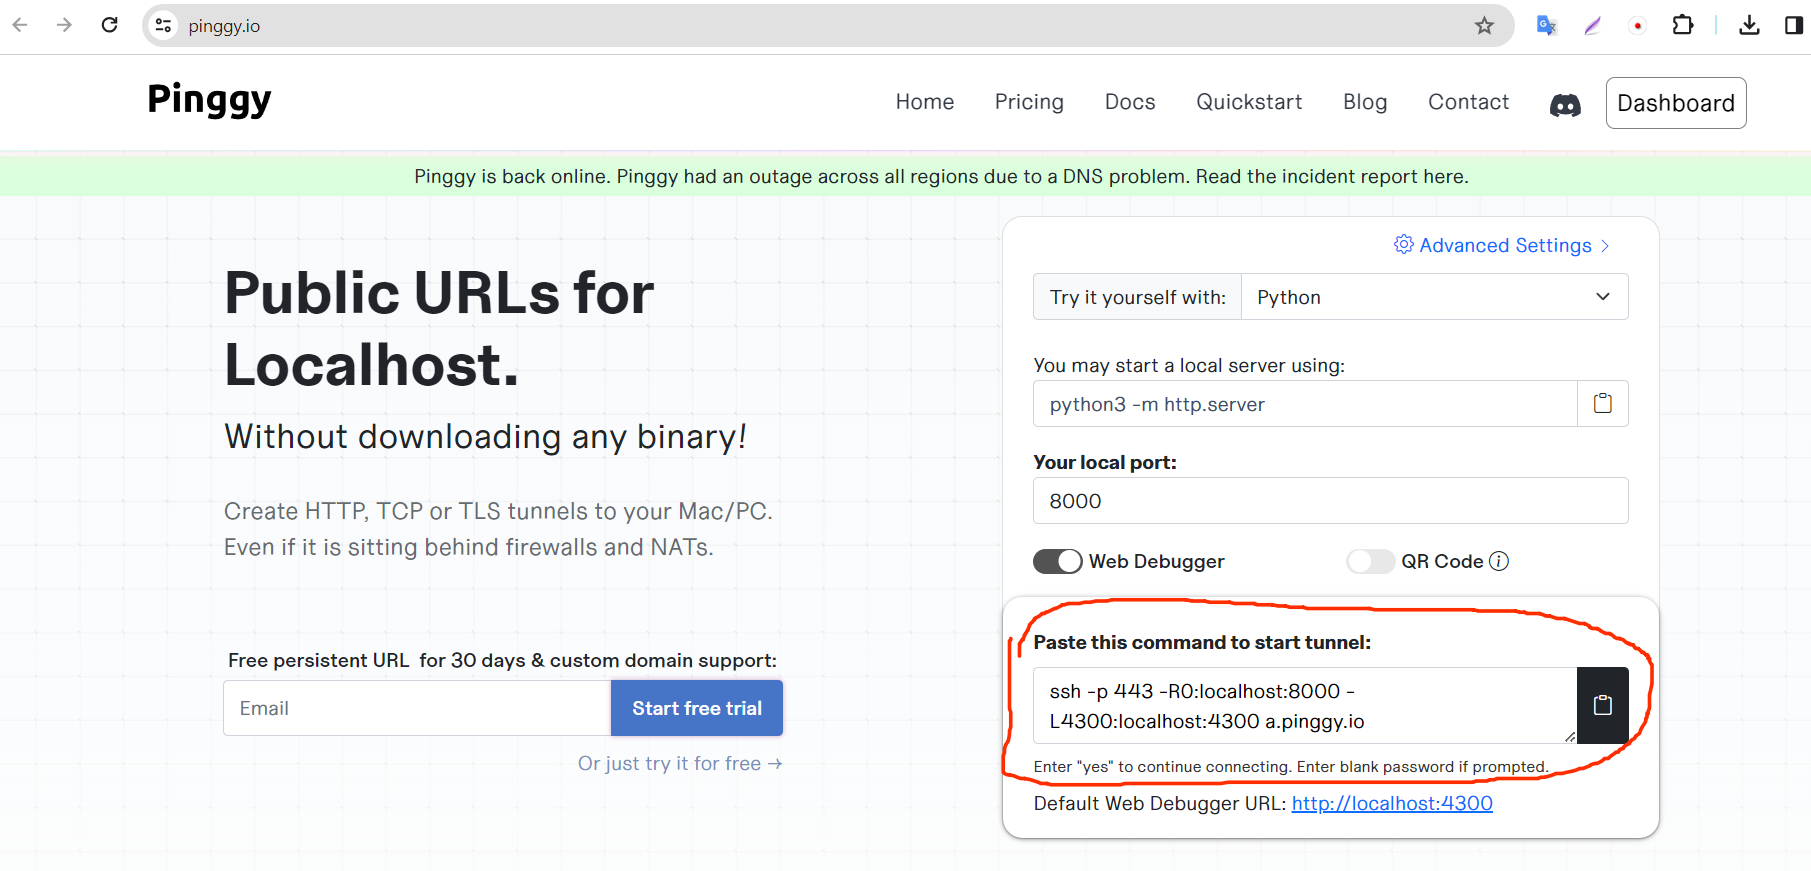 pinggy.io
Pinggy
Home Pricing Docs Quickstart Blog Contact Dashboard
Pinggy is back online. Pinggy had an outage across all regions due to a DNS problem. Read the incident report here.
Public URLs for
Localhost.
Without downloading any binary!
Create HTTP, TCP or TLS tunnels to your Mac/PC.
Even if it is sitting behind firewalls and NATs.
Free persistent URL for 30 days & custom domain support:
Email Start free trial
Or just try it for free →
Advanced Settings >
Try it yourself with: Python
You may start a local server using:
python3 -m http.server
Your local port:
8000
Web Debugger QR Code
Paste this command to start tunnel:
ssh -p 443 -R0:localhost:8000 -
L4300:localhost:4300 a.pinggy.io
Enter "yes" to continue connecting. Enter blank password if prompted.
Default Web Debugger URL: http://localhost:4300